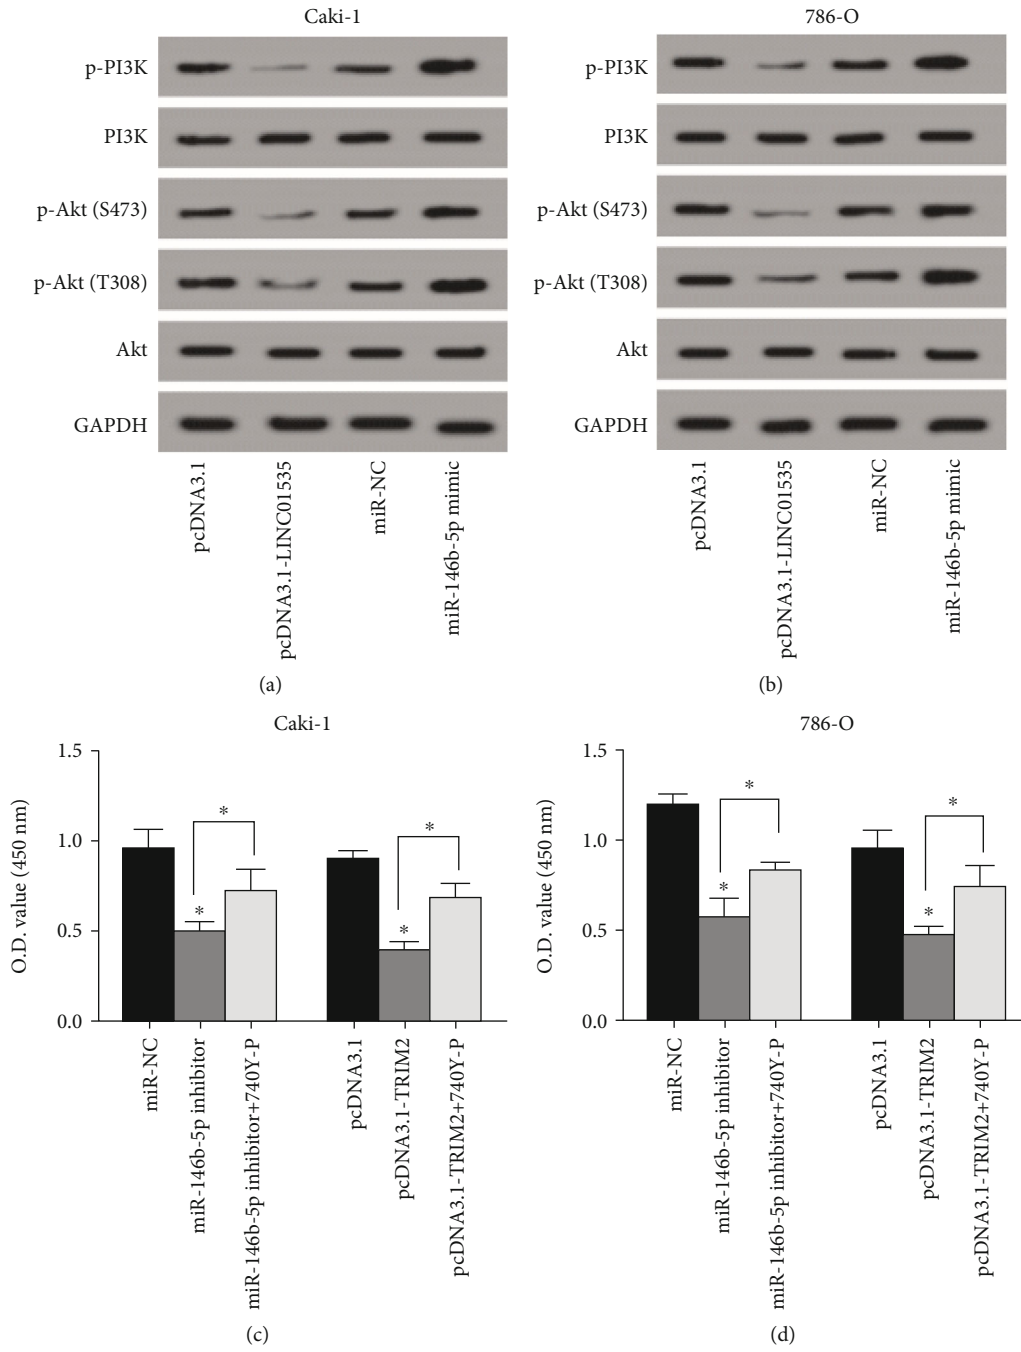 Caki-1
p-PI3K
PI3K
p-Akt (S473)
p-Akt (T308)
Akt
GAPDH
pcDNA3.1
pcDNA3.1-LINC01535
miR-NC
miR-146b-5p mimic
(a)
786-O
p-PI3K
PI3K
p-Akt (S473)
p-Akt (T308)
Akt
GAPDH
pcDNA3.1
pcDNA3.1-LINC01535
miR-NC
miR-146b-5p mimic
(b)
Caki-1
O.D. value (450 nm)
1.5
1.0
0.5
0.0
*
*
*
*
miR-NC
miR-146b-5p inhibitor
miR-146b-5p inhibitor+740Y-P
pcDNA3.1
pcDNA3.1-TRIM2
pcDNA3.1-TRIM2+740Y-P
(c)
786-O
O.D. value (450 nm)
1.5
1.0
0.5
0.0
*
*
*
*
miR-NC
miR-146b-5p inhibitor
miR-146b-5p inhibitor+740Y-P
pcDNA3.1
pcDNA3.1-TRIM2
pcDNA3.1-TRIM2+740Y-P
(d)